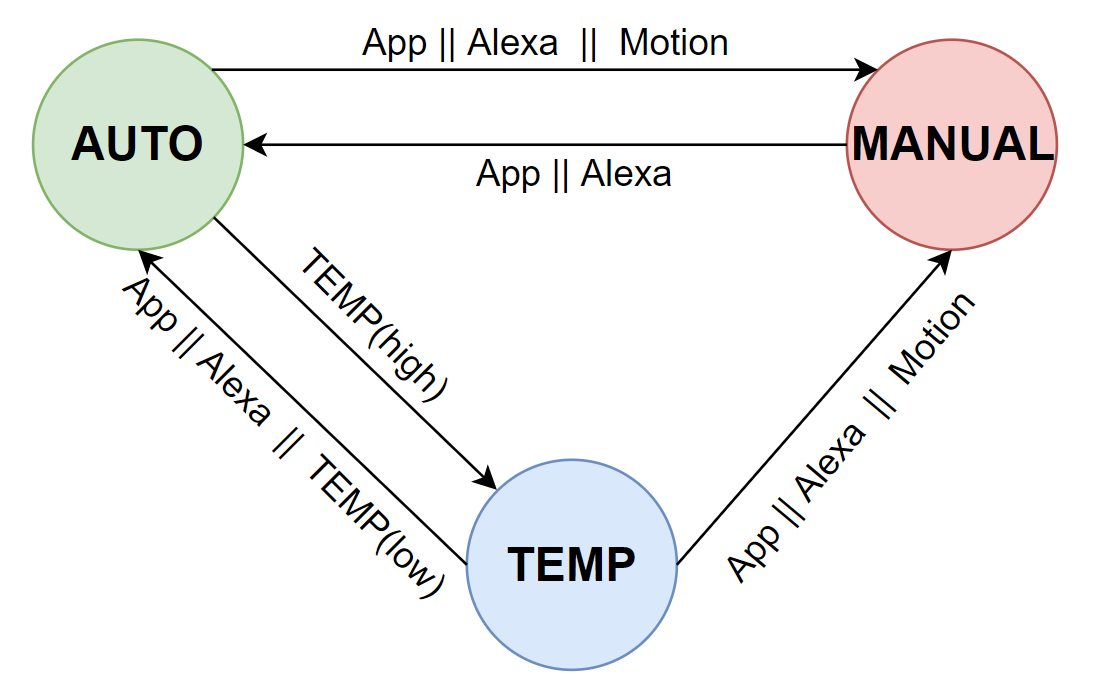 App || Alexa || Motion
AUTO
MANUAL
App || Alexa
TEMP(high)
App || Alexa || TEMP(low)
App || Alexa || Motion
TEMP